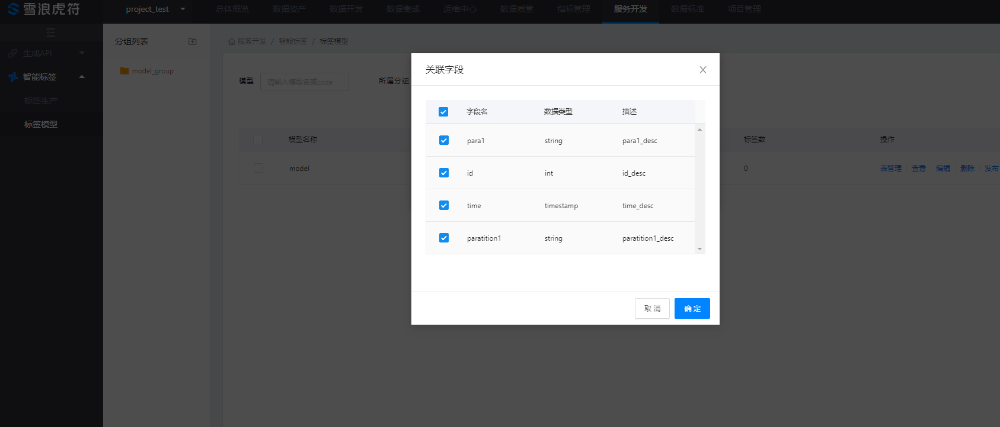 雪浪虎符
project_test
总体概览
数据资产
数据开发
数据集成
运维中心
数据质量
指标管理
服务开发
数据标准
项目管理
生成API
智能标签
标签生产
标签模型
分组列表
model_group
服务开发 / 智能标签 / 标签模型
模型 请输入模型名或code 所属分组
模型名称 标签数 操作
model 0 表管理 查看 编辑 删除 发布
关联字段
字段名 数据类型 描述
para1 string para1_desc
id int id_desc
time timestamp time_desc
paratition1 string paratition1_desc
取消 确定